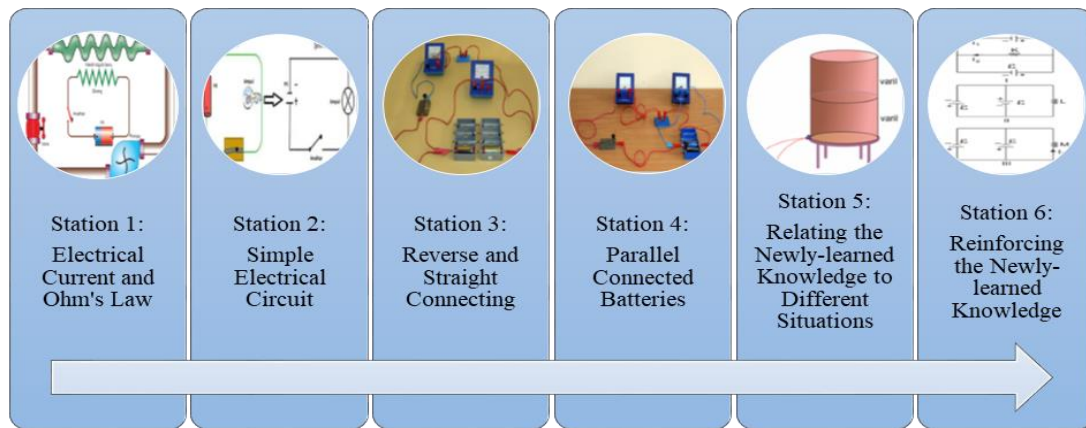 varil
varil
Station 1:
Electrical
Current and
Ohm's Law
Station 2:
Simple
Electrical
Circuit
Station 3:
Reverse and
Straight
Connecting
Station 4:
Parallel
Connected
Batteries
Station 5:
Relating the
Newly-learned
Knowledge to
Different
Situations
Station 6:
Reinforcing
the Newly-
learned
Knowledge